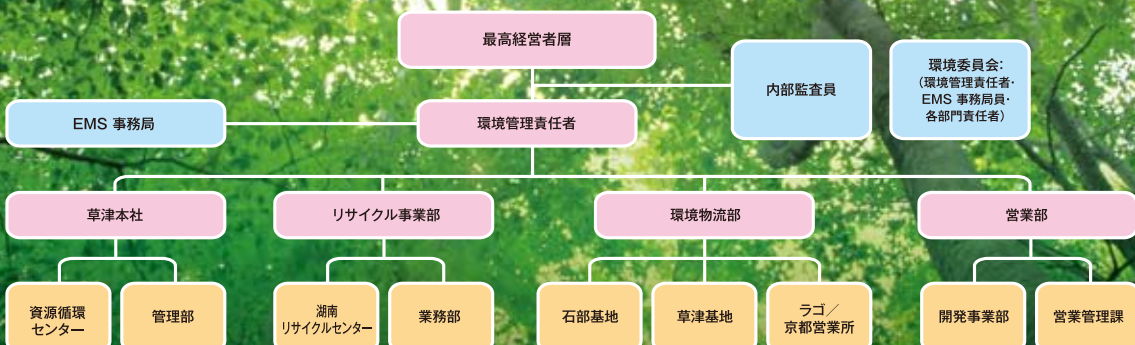 最高経営者層
内部監査員
環境委員会：
（環境管理責任者・
EMS 事務局員・
各部門責任者）
EMS 事務局
環境管理責任者
草津本社
リサイクル事業部
環境物流部
営業部
資源循環
センター
管理部
湖南
リサイクルセンター
業務部
石部基地
草津基地
ラゴ／
京都営業所
開発事業部
営業管理課